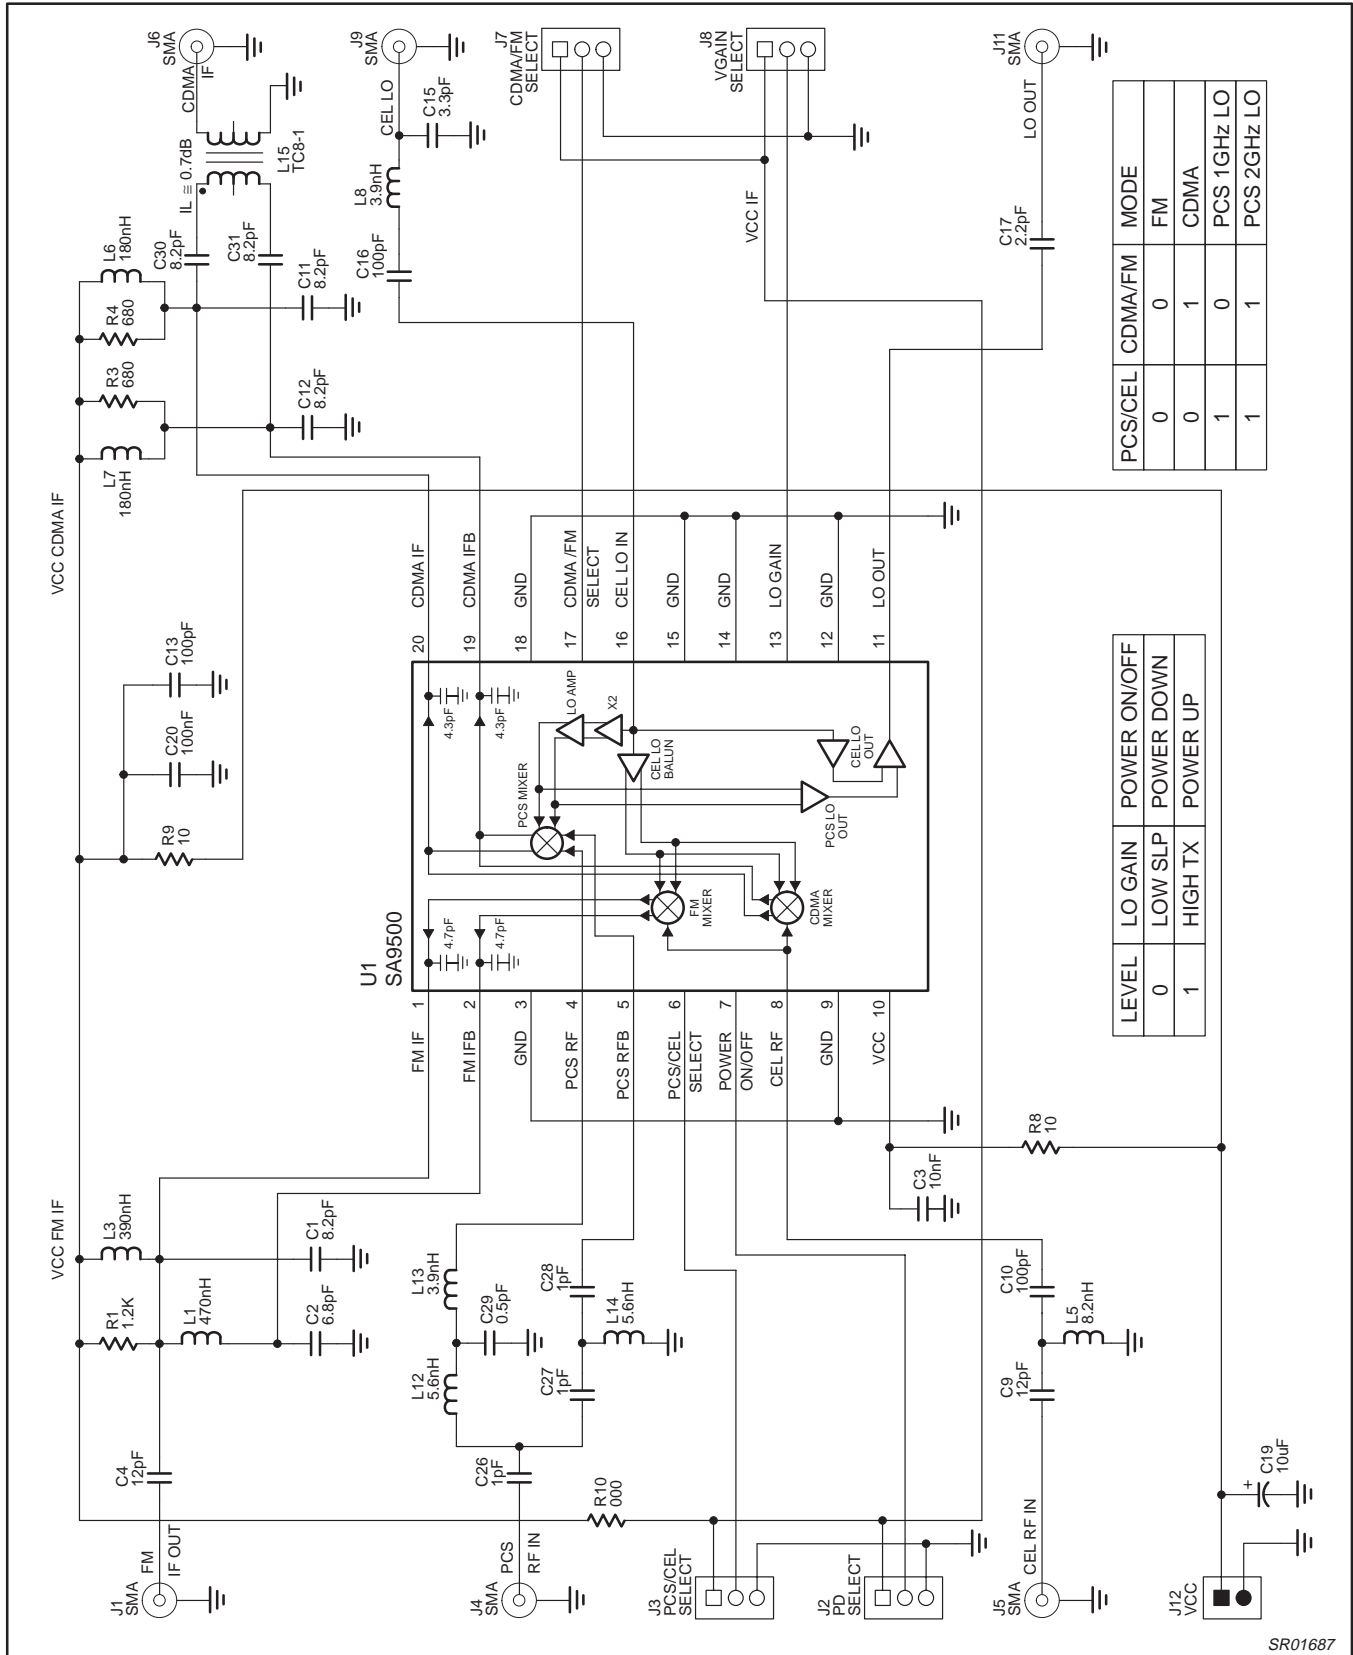 J1
SMA
FM
IF OUT
C4
12pF
R1
1.2K
L1
470nH
C2
6.8pF
L3
390nH
C1
8.2pF
VCC FM IF
J4
SMA
PCS
RF IN
C26
1pF
L12
5.6nH
C29
0.5pF
L13
3.9nH
C27
1pF
L14
5.6nH
C28
1pF
R10
000
J3
PCS/CEL
SELECT
J2
PD
SELECT
J5
SMA
CEL RF IN
C9
12pF
L5
8.2nH
C10
100pF
J12
VCC
C19
10uF
+
C3
10nF
R8
10
FM IF
1
FM IFB
2
GND
3
PCS RF
4
PCS RFB
5
PCS/CEL
SELECT
6
POWER
ON/OFF
7
CEL RF
8
GND
9
VCC
10
U1
SA9500
4.7pF
4.7pF
FM
MIXER
CDMA
MIXER
PCS MIXER
PCS LO
OUT
CEL LO
OUT
CEL LO
BALUN
X2
LO AMP
4.3pF
4.3pF
20
CDMA IF
19
CDMA IFB
18
GND
17
CDMA /FM
SELECT
16
CEL LO IN
15
GND
14
GND
13
LO GAIN
12
GND
11
LO OUT
VCC CDMA IF
R9
10
C20
100nF
C13
100pF
L7
180nH
R3
680
R4
680
L6
180nH
C12
8.2pF
C11
8.2pF
C30
8.2pF
C31
8.2pF
IL ≅ 0.7dB
L15
TC8-1
CDMA
IF
J6
SMA
C16
100pF
L8
3.9nH
C15
3.3pF
CEL LO
J9
SMA
J7
CDMA/FM
SELECT
VCC IF
J8
VGAIN
SELECT
C17
2.2pF
LO OUT
J11
SMA
LEVEL LO GAIN POWER ON/OFF
0 LOW SLP POWER DOWN
1 HIGH TX POWER UP
PCS/CEL CDMA/FM MODE
0 0 FM
0 1 CDMA
1 0 PCS 1GHz LO
1 1 PCS 2GHz LO
SR01687